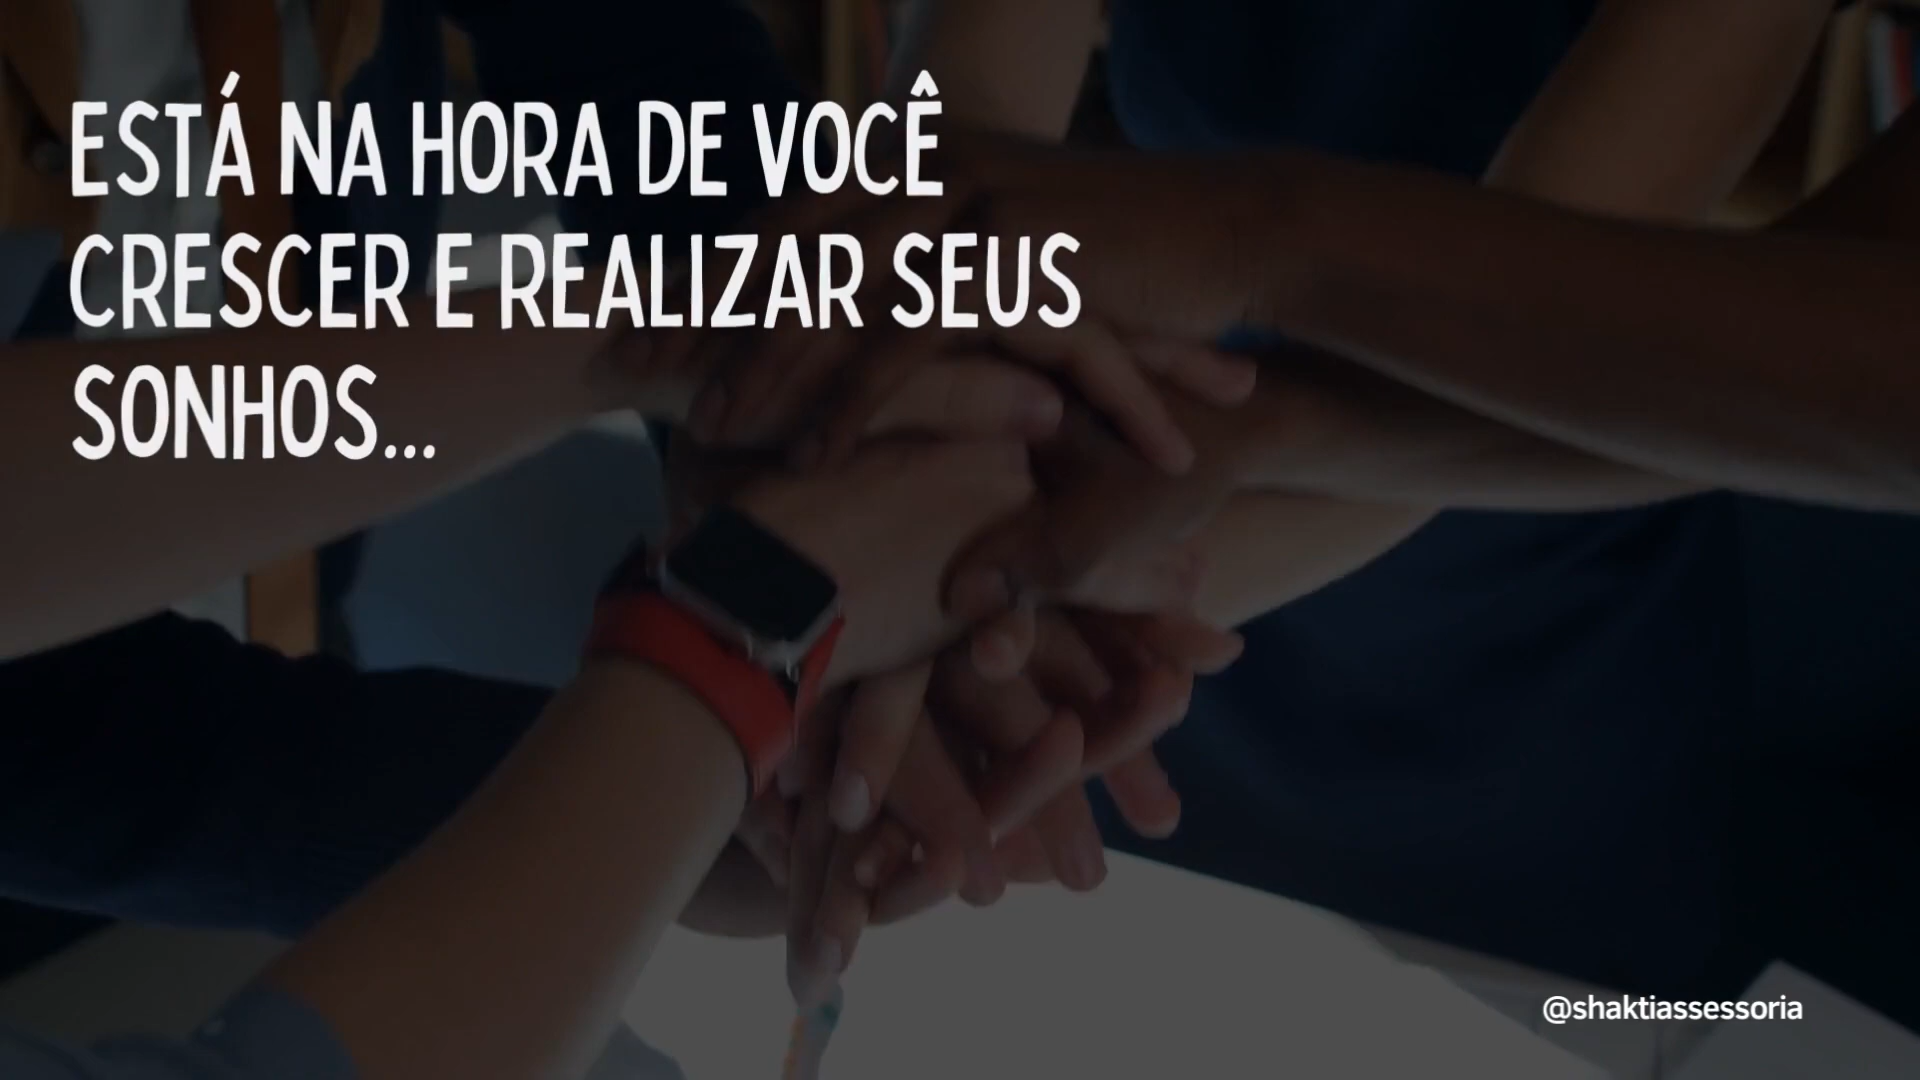 ESTÁ NA HORA DE VOCÊ
CRESCER E REALIZAR SEUS
SONHOS...
@shaktiassessoria